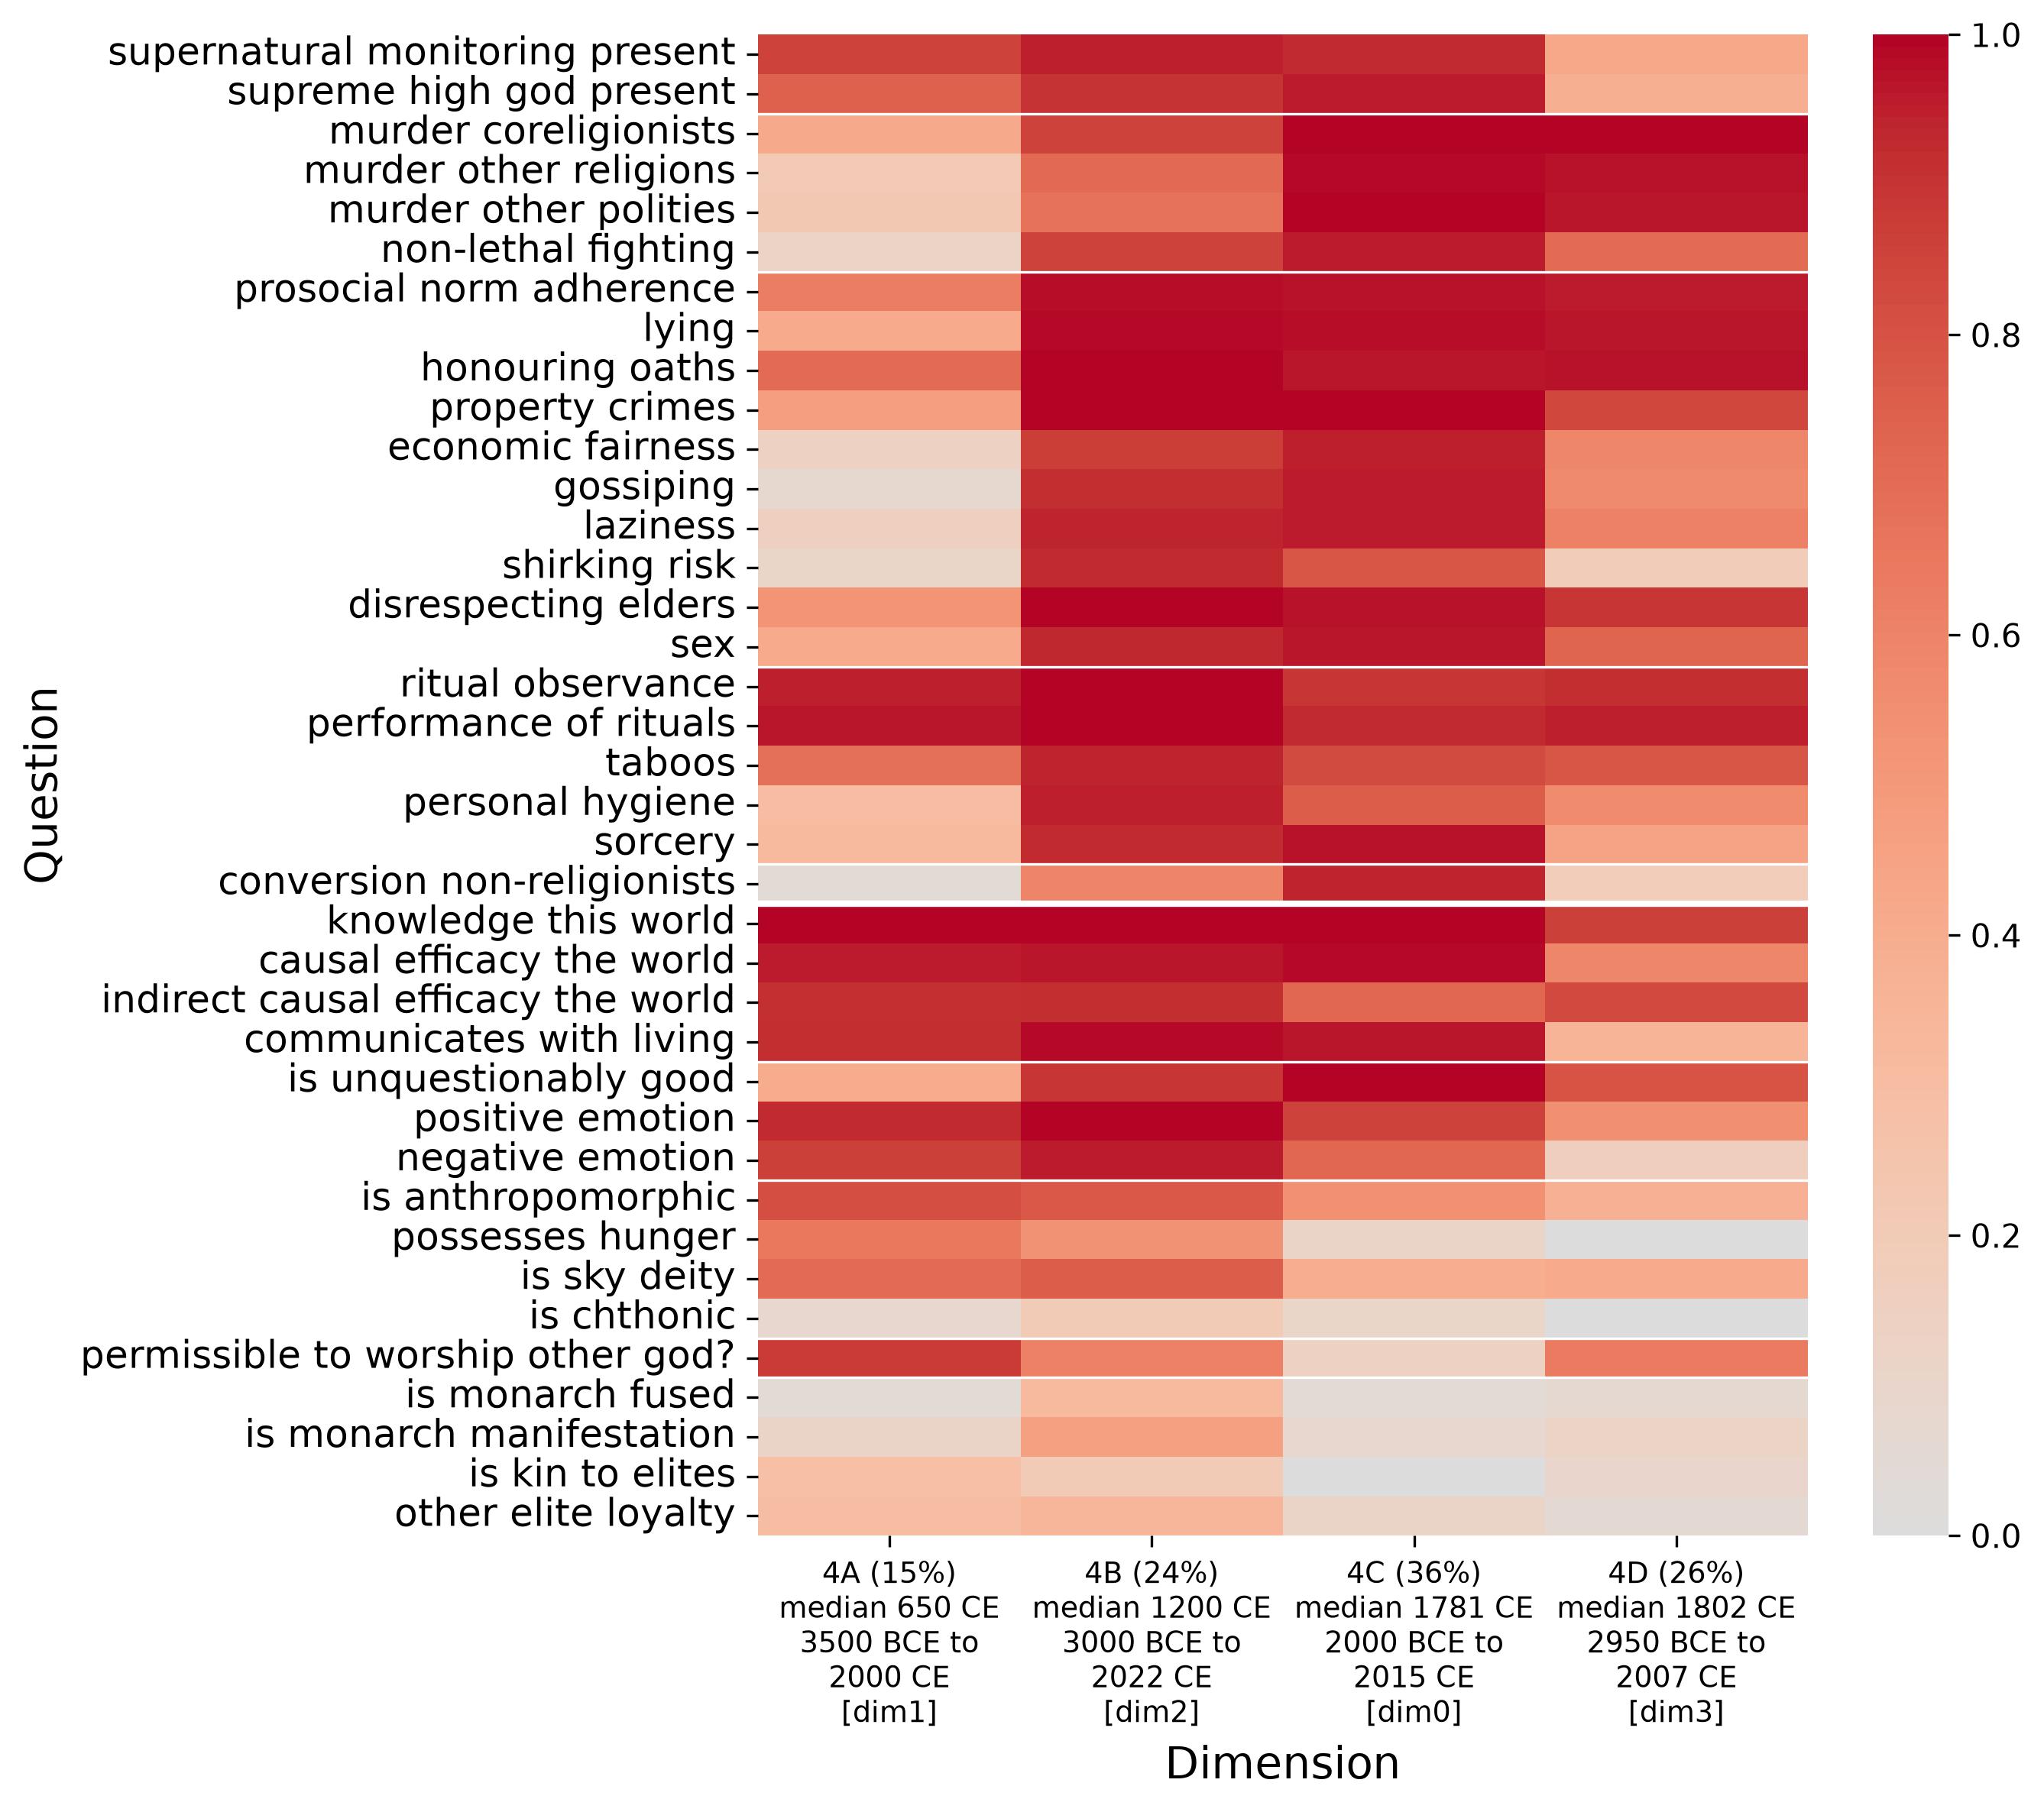 supernatural monitoring present
supreme high god present
murder coreligionists
murder other religions
murder other polities
non-lethal fighting
prosocial norm adherence
lying
honouring oaths
property crimes
economic fairness
gossiping
laziness
shirking risk
disrespecting elders
sex
ritual observance
performance of rituals
taboos
personal hygiene
sorcery
conversion non-religionists
knowledge this world
causal efficacy the world
indirect causal efficacy the world
communicates with living
is unquestionably good
positive emotion
negative emotion
is anthropomorphic
possesses hunger
is sky deity
is chthonic
permissible to worship other god?
is monarch fused
is monarch manifestation
is kin to elites
other elite loyalty
Question
4A (15%)
median 650 CE
3500 BCE to
2000 CE
[dim1]
4B (24%)
median 1200 CE
3000 BCE to
2022 CE
[dim2]
4C (36%)
median 1781 CE
2000 BCE to
2015 CE
[dim0]
4D (26%)
median 1802 CE
2950 BCE to
2007 CE
[dim3]
Dimension
1.0
0.8
0.6
0.4
0.2
0.0